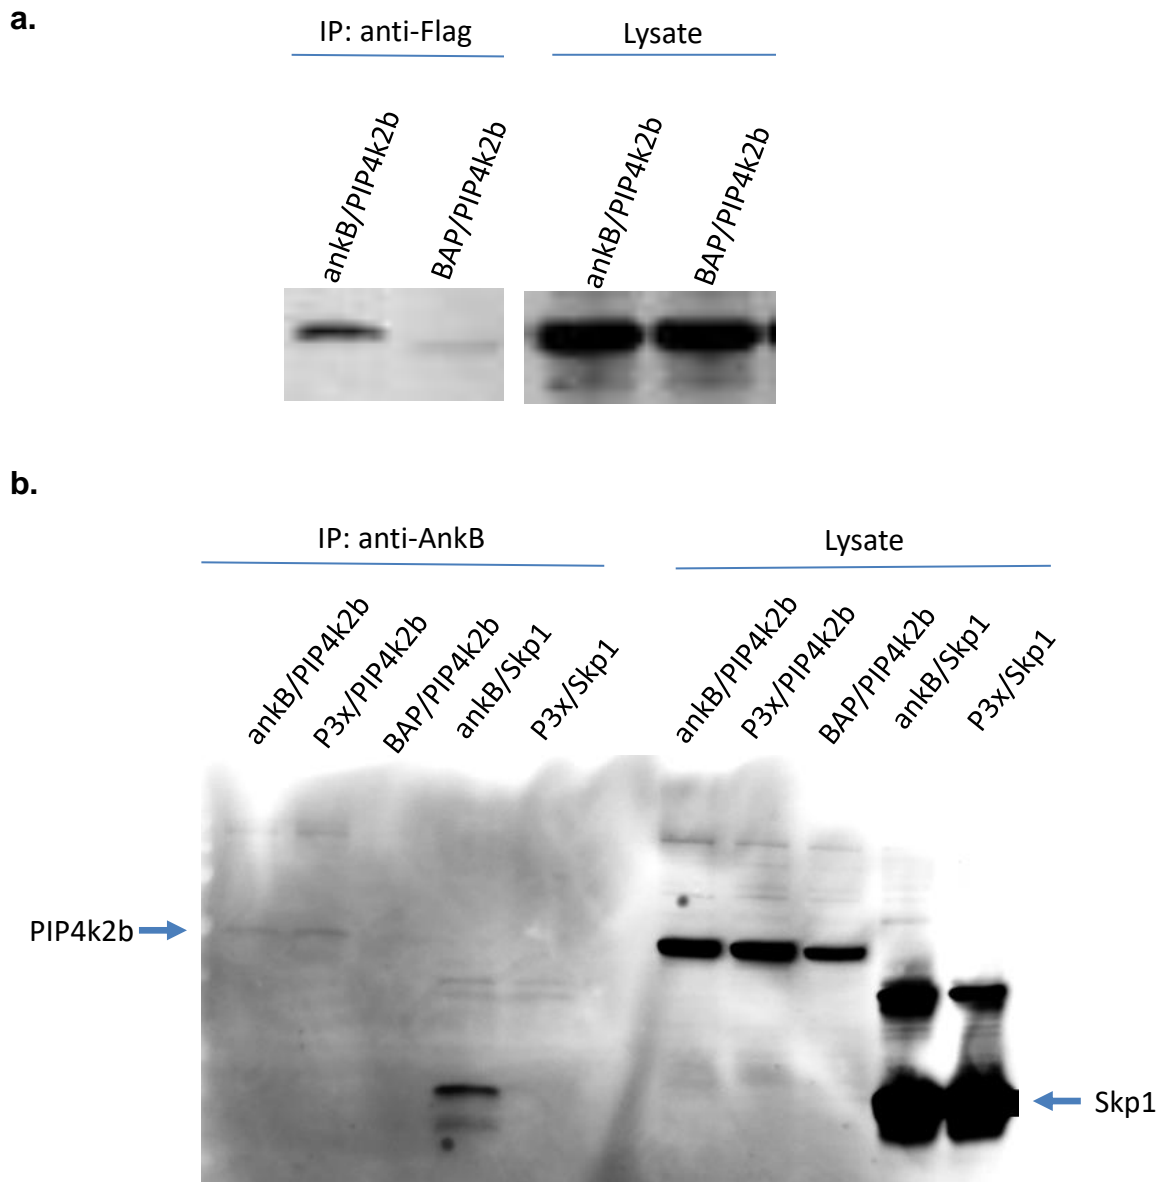 a.
IP: anti-Flag
Lysate
ankB/PIP4k2b
BAP/PIP4k2b
ankB/PIP4k2b
BAP/PIP4k2b
b.
IP: anti-AnkB
Lysate
ankB/PIP4k2b
P3x/PIP4k2b
BAP/PIP4k2b
ankB/Skp1
P3x/Skp1
ankB/PIP4k2b
P3x/PIP4k2b
BAP/PIP4k2b
ankB/Skp1
P3x/Skp1
PIP4k2b
Skp1